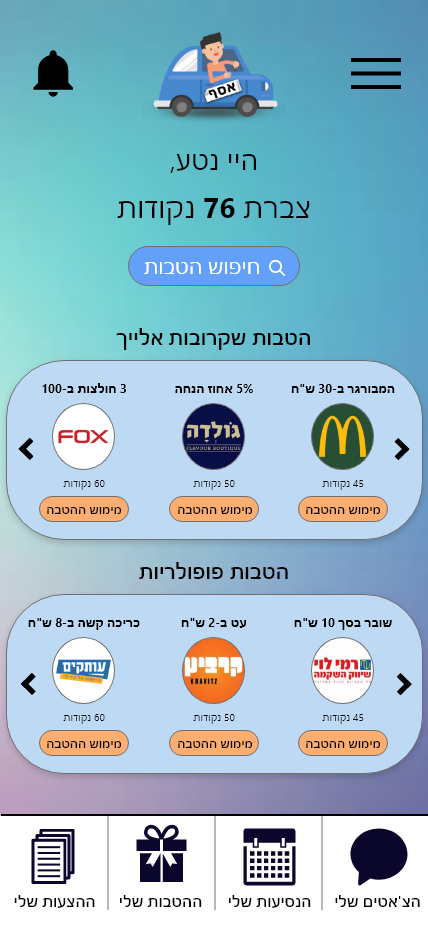 אסף
היי נטע,
צברת 76 נקודות
חיפוש הטבות
הטבות שקרובות אלייך
המבורגר ב-30 ש"ח
5% אחוז הנחה
3 חולצות ב-100
גולדה
FLAVOUR BOUTIQUE
FOX
45 נקודות
50 נקודות
60 נקודות
מימוש ההטבה
מימוש ההטבה
מימוש ההטבה
הטבות פופולריות
שובר בסך 10 ש"ח
עט ב-2 ש"ח
כריכה קשה ב-8 ש"ח
רמי לוי
שיווק השקמה
קרביץ
KRAVITZ
עותקים
45 נקודות
50 נקודות
60 נקודות
מימוש ההטבה
מימוש ההטבה
מימוש ההטבה
הצ'אטים שלי
הנסיעות שלי
ההטבות שלי
ההצעות שלי